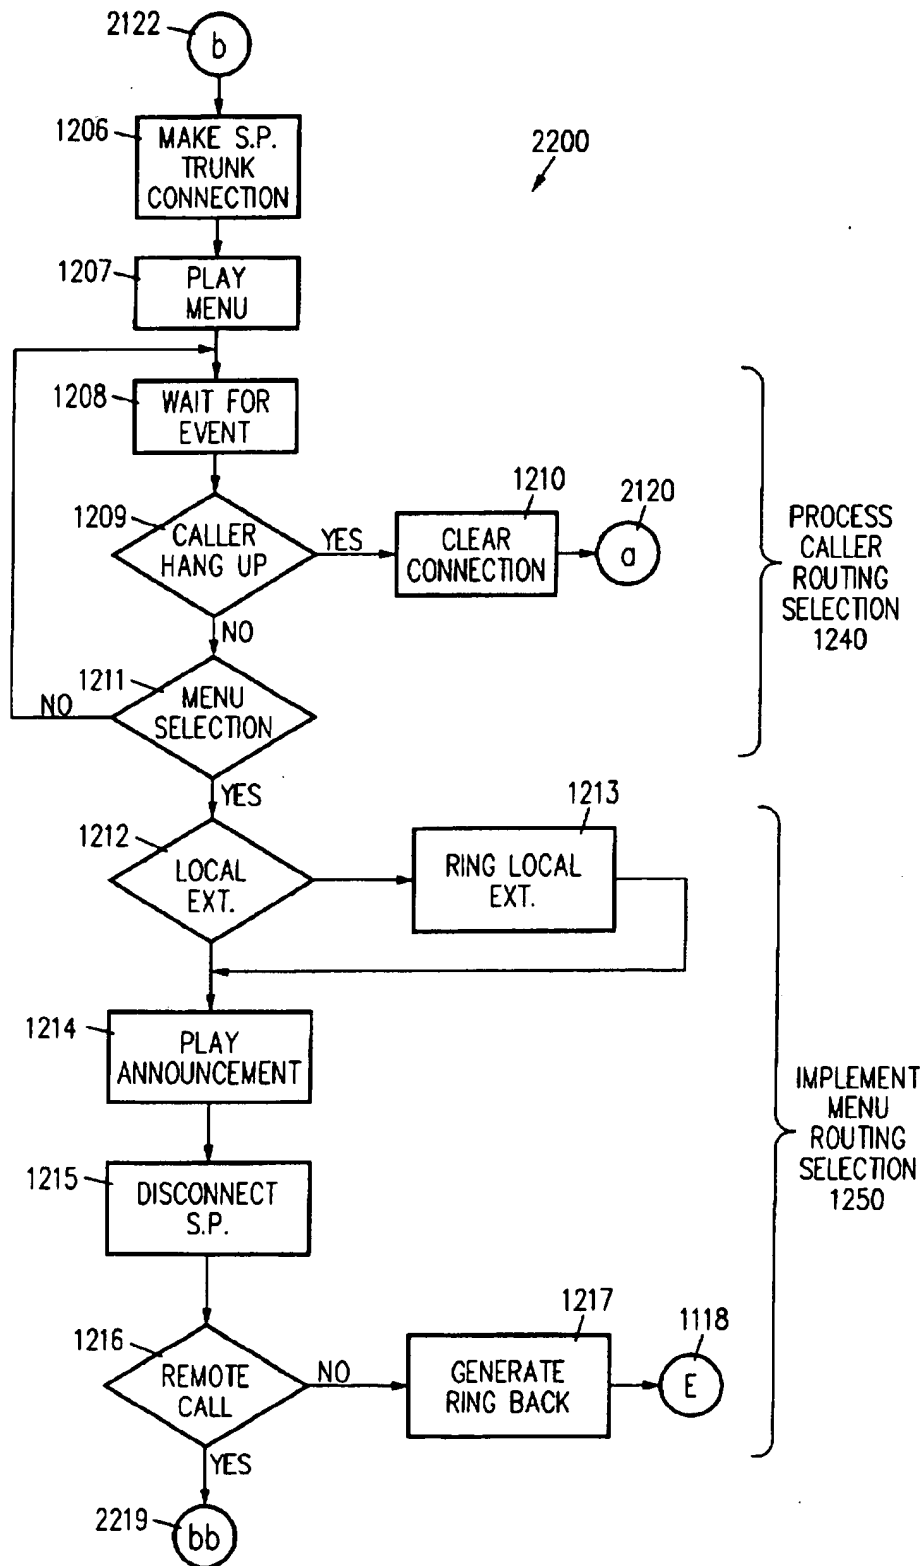 2122
b
1206
MAKE S.P.
TRUNK
CONNECTION
2200
1207
PLAY
MENU
1208
WAIT FOR
EVENT
1209
CALLER
HANG UP
YES
1210
CLEAR
CONNECTION
2120
a
PROCESS
CALLER
ROUTING
SELECTION
1240
NO
1211
MENU
SELECTION
NO
YES
1212
LOCAL
EXT.
1213
RING LOCAL
EXT.
1214
PLAY
ANNOUNCEMENT
1215
DISCONNECT
S.P.
IMPLEMENT
MENU
ROUTING
SELECTION
1250
1216
REMOTE
CALL
NO
1217
GENERATE
RING BACK
1118
E
YES
2219
bb